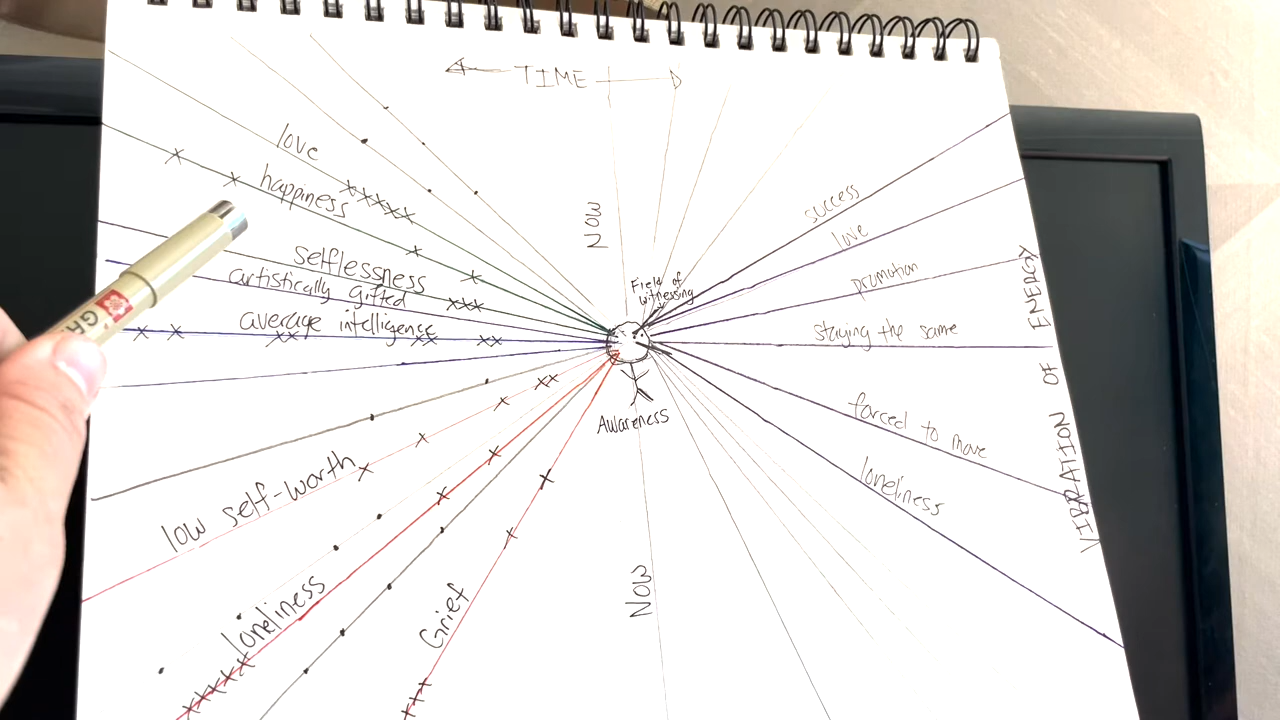 TIME
love
happiness
selflessness
artistically gifted
average intelligense
low self-worth
loneliness
Grief
NOW
Field of
witnessing
Awareness
NOW
success
love
promotion
staying the same
forced to move
loneliness
VIBRATION OF ENERGY